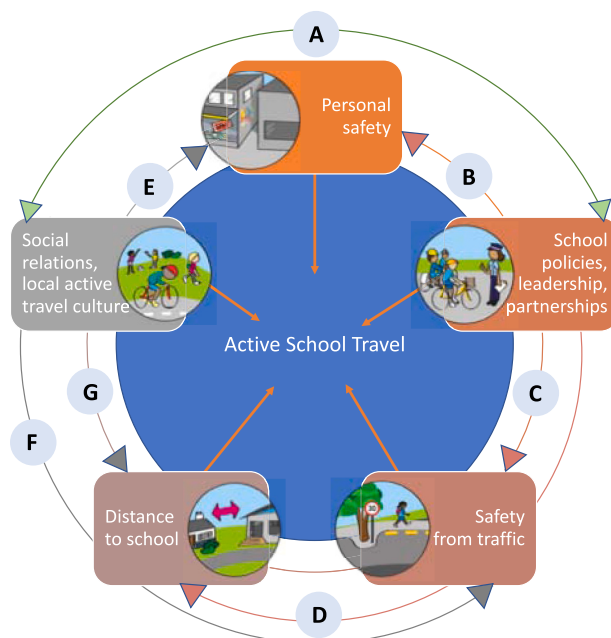 A
Personal
safety
E
B
Social
relations,
local active
travel culture
School
policies,
leadership,
partnerships
Active School Travel
G
C
F
Distance
to school
30
Safety
from traffic
D